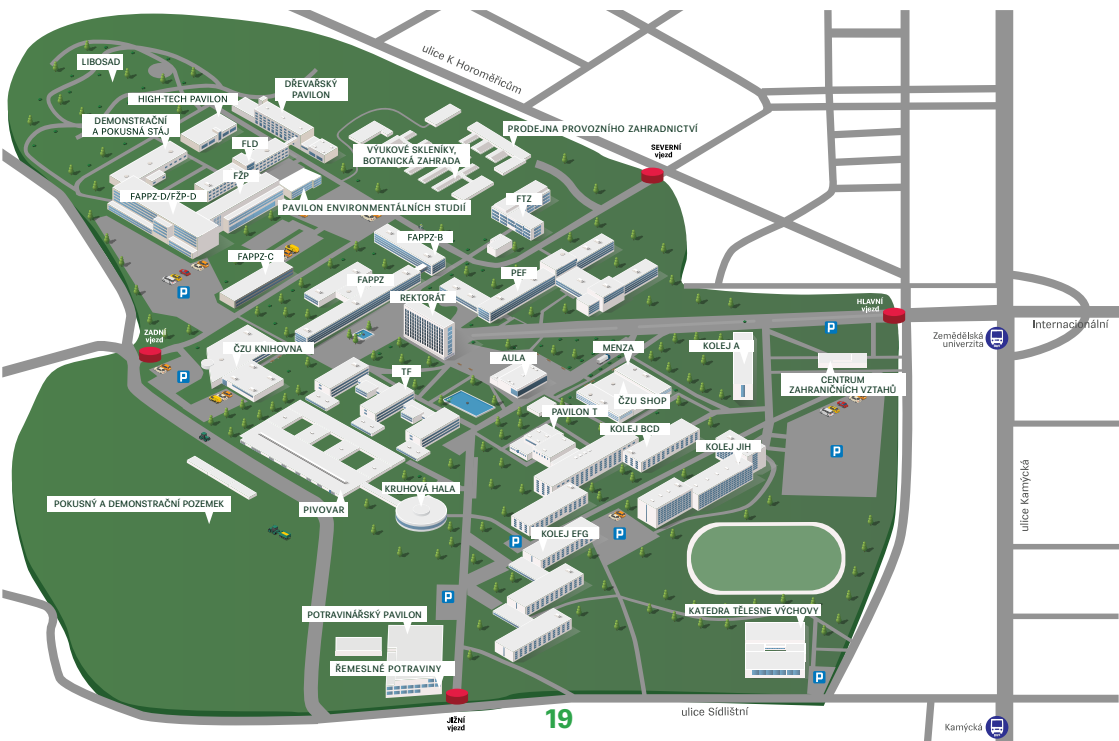 ulice K Horoměřicům
LIBOSAD
DŘEVAŘSKÝ
PAVILON
HIGH-TECH PAVILON
DEMONSTRAČNÍ
A POKUSNÁ STÁJ
PRODEJNA PROVOZNÍHO ZAHRADNICTVÍ
FLD
VÝUKOVÉ SKLENÍKY,
BOTANICKÁ ZAHRADA
SEVERNÍ
vjezd
FŽP
FAPPZ-D/FŽP-D
PAVILON ENVIRONMENTÁLNÍCH STUDIÍ
FTZ
FAPPZ-B
FAPPZ-C
FAPPZ
PEF
P
REKTORÁT
HLAVNÍ
vjezd
Internacionální
ZADNÍ
vjezd
P
Zemědělská
univerzita
BUS
ČZU KNIHOVNA
AULA
MENZA
KOLEJ A
TF
P
CENTRUM
ZAHRANIČNÍCH VZTAHŮ
ČZU SHOP
PAVILON T
KOLEJ BCD
KOLEJ JIH
P
ulice Kamýcká
KRUHOVÁ HALA
POKUSNÝ A DEMONSTRAČNÍ POZEMEK
PIVOVAR
KOLEJ EFG
P
P
P
POTRAVINÁŘSKÝ PAVILON
KATEDRA TĚLESNE VÝCHOVY
ŘEMESLNÉ POTRAVINY
P
JIŽNÍ
vjezd
19
ulice Sídlištní
Kamýcká
BUS